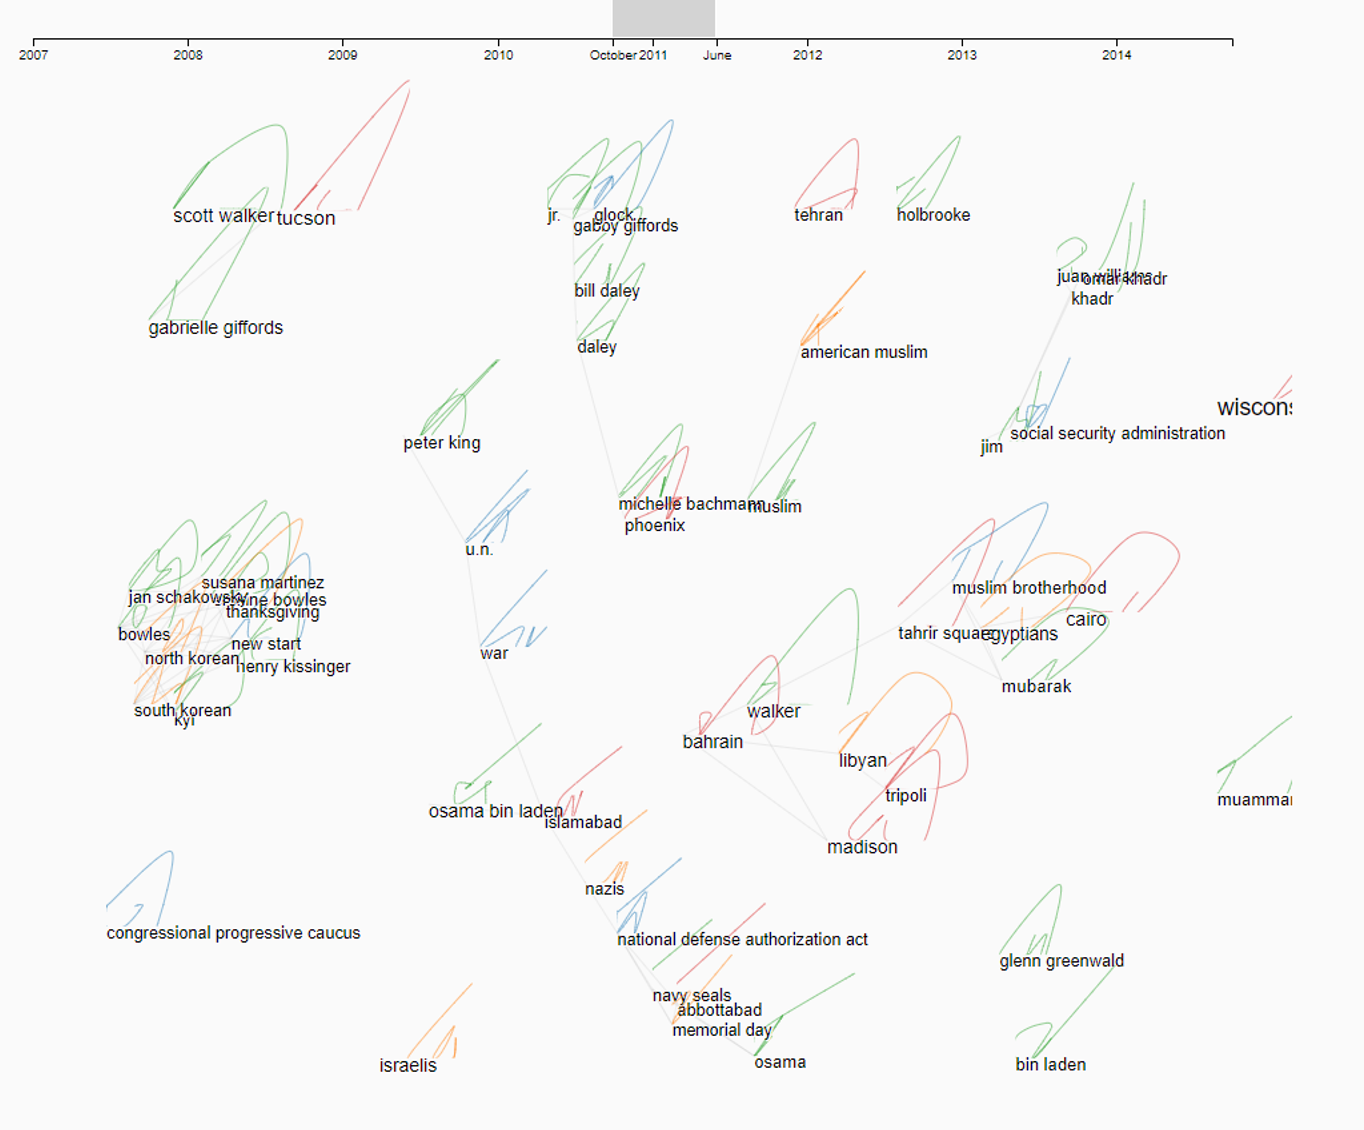 2007 2008 2009 2010 October 2011 June 2012 2013 2014
scott walker tucson
jr. glock tehran holbrooke
gabby giffords
juan williams omar khadr
bill daley khadr
gabrielle giffords
daley american muslim
wiscons
peter king social security administration
jim
michelle bachmann muslim
phoenix
u.n.
susana martinez muslim brotherhood
jan schakowsky bowles
thanksgiving cairo
bowles tahrir square egyptians
new start
north korean war
henry kissinger
mubarak
south korean walker
kyi
bahrain
libyan
tripoli muammar
osama bin laden
islamabad
madison
nazis
congressional progressive caucus national defense authorization act
glenn greenwald
navy seals
abbottabad
memorial day
israelis osama bin laden